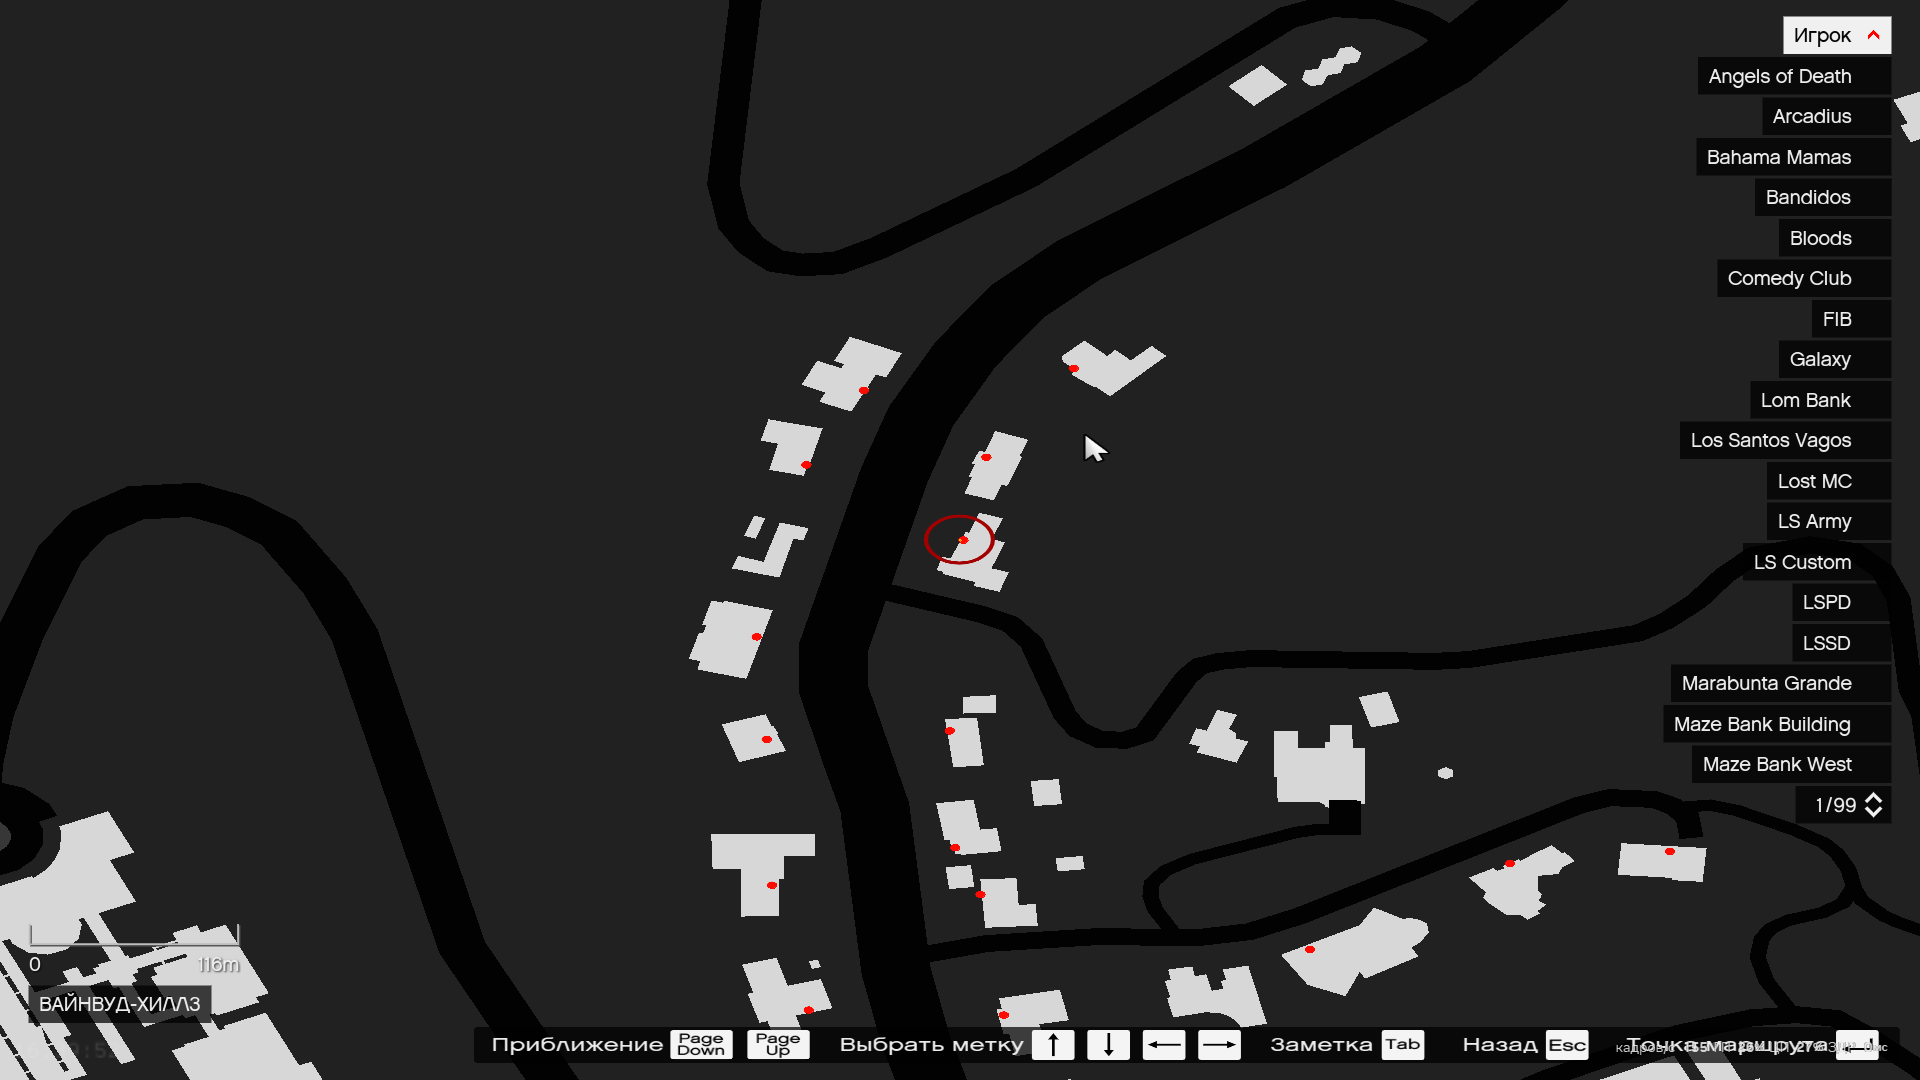 Игрок
Angels of Death
Arcadius
Bahama Mamas
Bandidos
Bloods
Comedy Club
FIB
Galaxy
Lom Bank
Los Santos Vagos
Lost MC
LS Army
LS Custom
LSPD
LSSD
Marabunta Grande
Maze Bank Building
Maze Bank West
1/99
0 116m
ВАЙНВУД-ХИЛЛЗ
Приближение Page Down Page Up Выбрать метку ↑ ↓ ← → Заметка Tab Назад Esc Точка маршрута